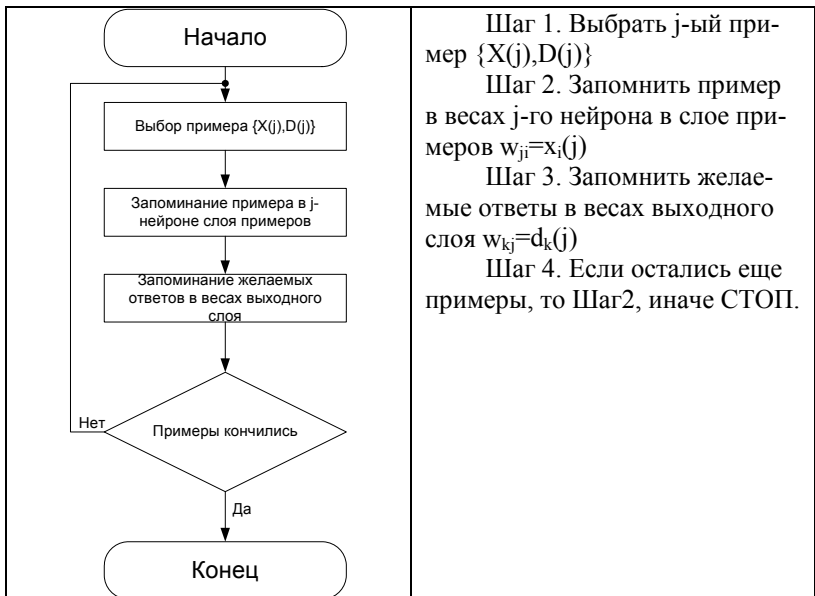 Начало
Выбор примера {X(j),D(j)}
Запоминание примера в j-
нейроне слоя примеров
Запоминание желаемых
ответов в весах выходного
слоя
Нет
Примеры кончились
Да
Конец
Шаг 1. Выбрать j-ый при-
мер {X(j),D(j)}
Шаг 2. Запомнить пример
в весах j-го нейрона в слое при-
меров wji=xi(j)
Шаг 3. Запомнить желае-
мые ответы в весах выходного
слоя wkj=dk(j)
Шаг 4. Если остались еще
примеры, то Шаг2, иначе СТОП.